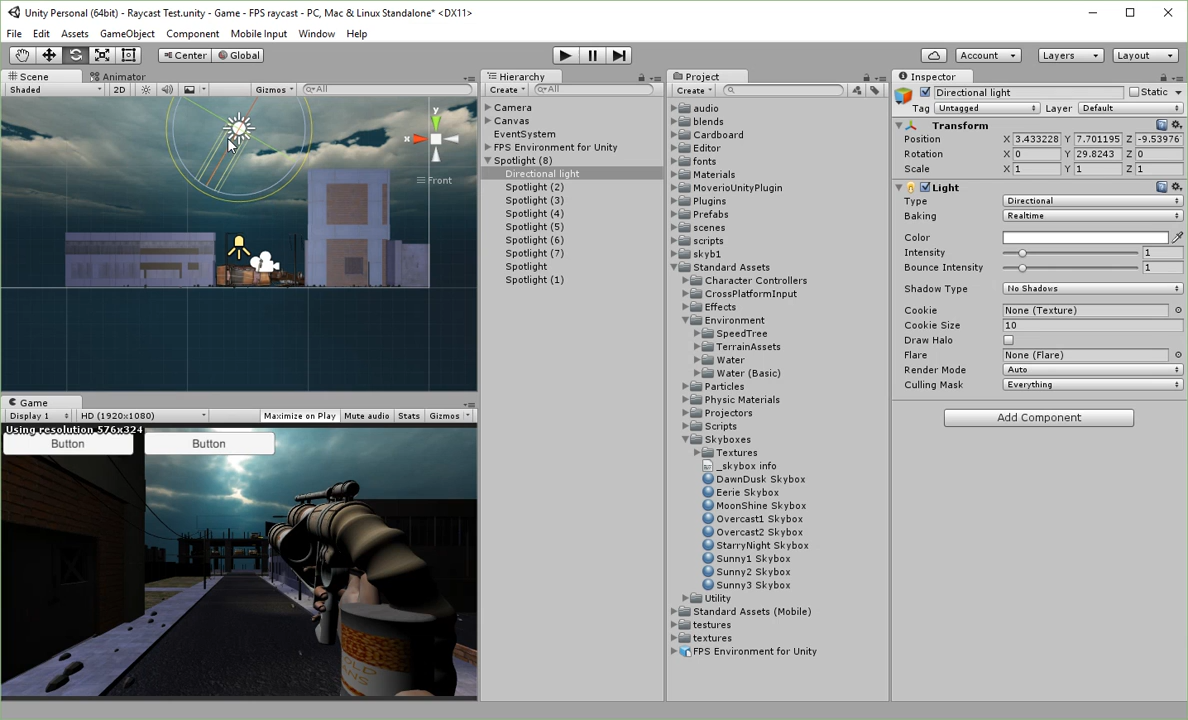 Unity Personal (64bit) - Raycast Test.unity - Game - FPS raycast - PC, Mac & Linux Standalone* <DX11>
File Edit Assets GameObject Component Mobile Input Window Help
Center Global Account Layers Layout
Scene Animator
Shaded 2D Gizmos All
y
x
Front
Game
Display 1 HD (1920x1080) Maximize on Play Mute audio Stats Gizmos
Using resolution 576x324
Button Button
OLD
ANS
Hierarchy
Create All
Camera
Canvas
EventSystem
FPS Environment for Unity
Spotlight (8)
Directional light
Spotlight (2)
Spotlight (3)
Spotlight (4)
Spotlight (5)
Spotlight (6)
Spotlight (7)
Spotlight
Spotlight (1)
Project
Create
audio
blends
Cardboard
Editor
fonts
Materials
MoverioUnityPlugin
Plugins
Prefabs
scenes
scripts
skyb1
Standard Assets
Character Controllers
CrossPlatformInput
Effects
Environment
SpeedTree
TerrainAssets
Water
Water (Basic)
Particles
Physic Materials
Projectors
Scripts
Skyboxes
Textures
_skybox info
DawnDusk Skybox
Eerie Skybox
MoonShine Skybox
Overcast1 Skybox
Overcast2 Skybox
StarryNight Skybox
Sunny1 Skybox
Sunny2 Skybox
Sunny3 Skybox
Utility
Standard Assets (Mobile)
testures
textures
FPS Environment for Unity
Inspector
Directional light Static
Tag Untagged Layer Default
Transform
Position X 3.433228 Y 7.701195 Z -9.53976
Rotation X 0 Y 29.8243 Z 0
Scale X 1 Y 1 Z 1
Light
Type Directional
Baking Realtime
Color
Intensity 1
Bounce Intensity 1
Shadow Type No Shadows
Cookie None (Texture)
Cookie Size 10
Draw Halo
Flare None (Flare)
Render Mode Auto
Culling Mask Everything
Add Component